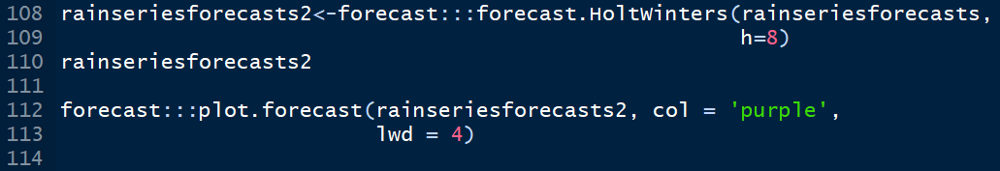 108 rainseriesforecasts2<-forecast:::forecast.HoltWinters(rainseriesforecasts,
109 h=8)
110 rainseriesforecasts2
111
112 forecast:::plot.forecast(rainseriesforecasts2, col = 'purple',
113 lwd = 4)
114